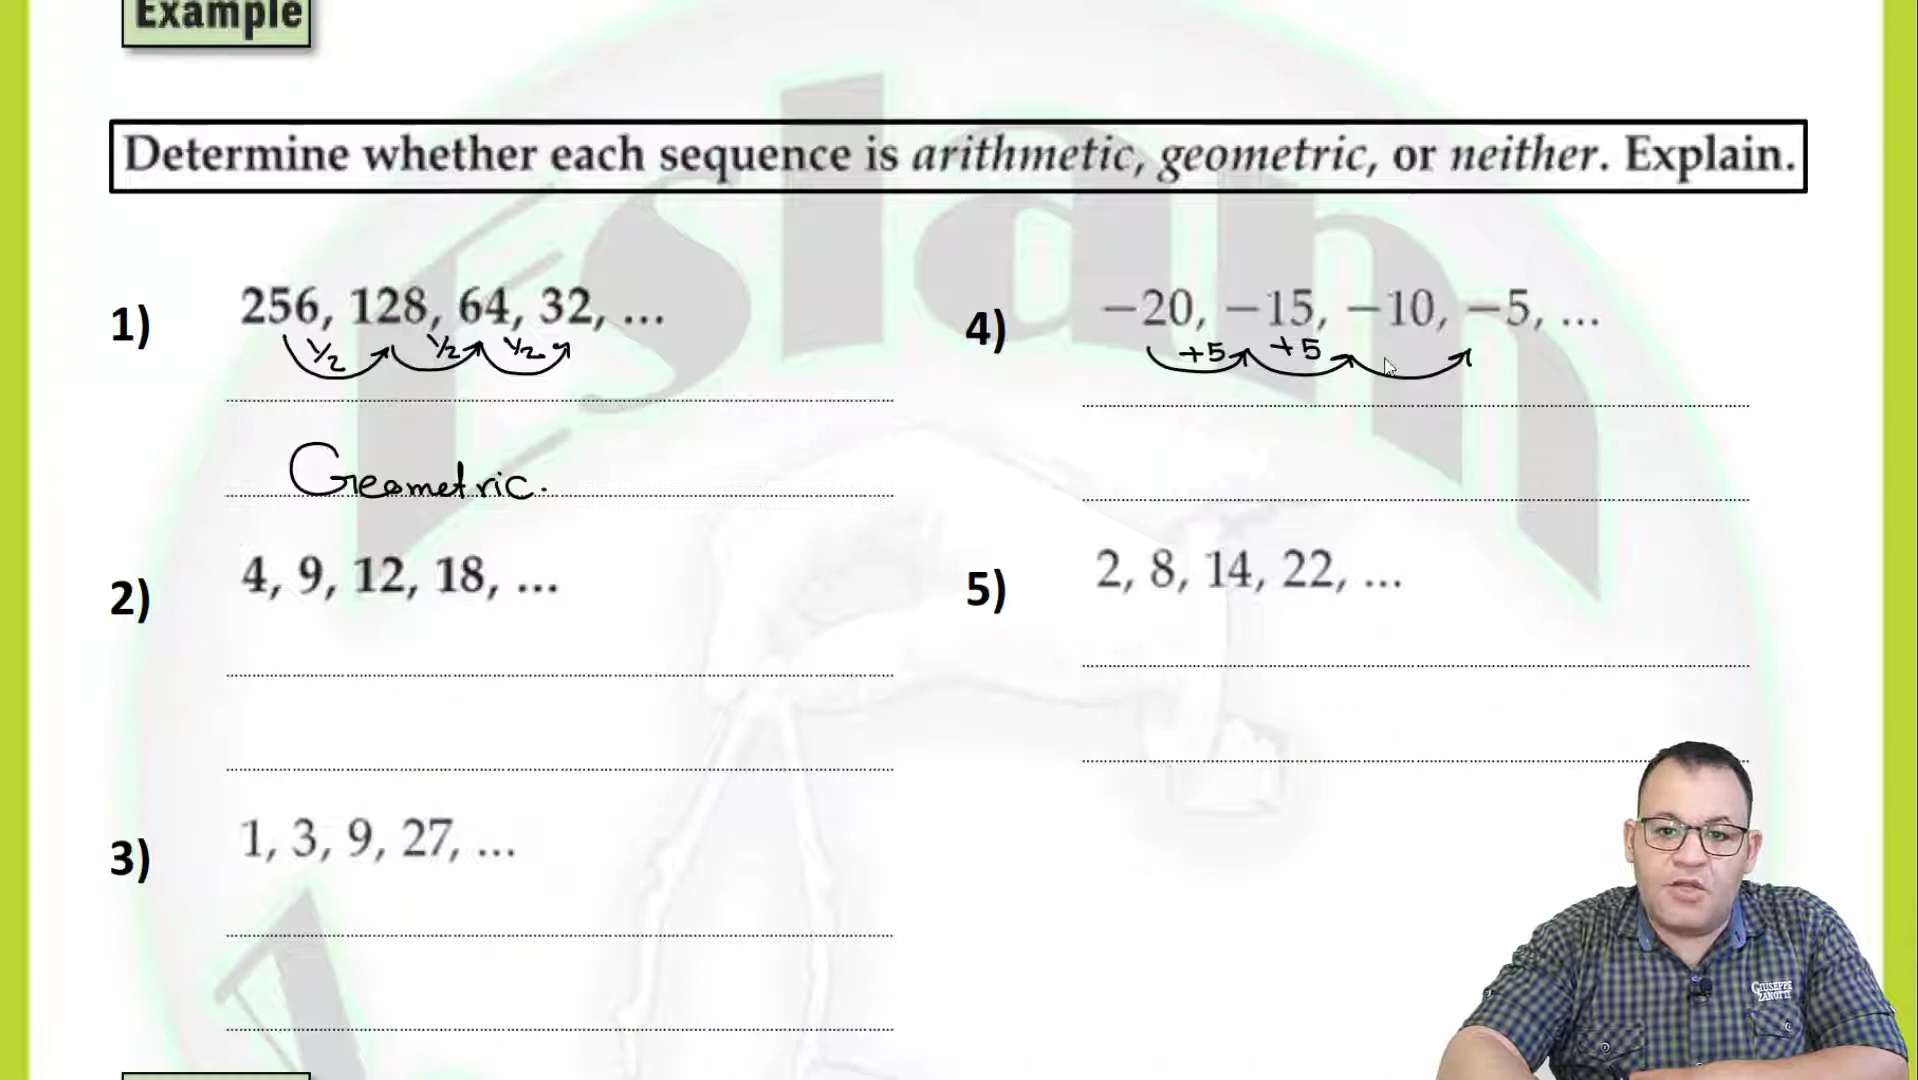 Example
Determine whether each sequence is arithmetic, geometric, or neither. Explain.
1) 256, 128, 64, 32, ...
1/2 1/2 1/2
Geometric.
2) 4, 9, 12, 18, ...
3) 1, 3, 9, 27, ...
4) −20, −15, −10, −5, ...
+5 +5
5) 2, 8, 14, 22, ...
GIUSEPPE
ZANOTTI